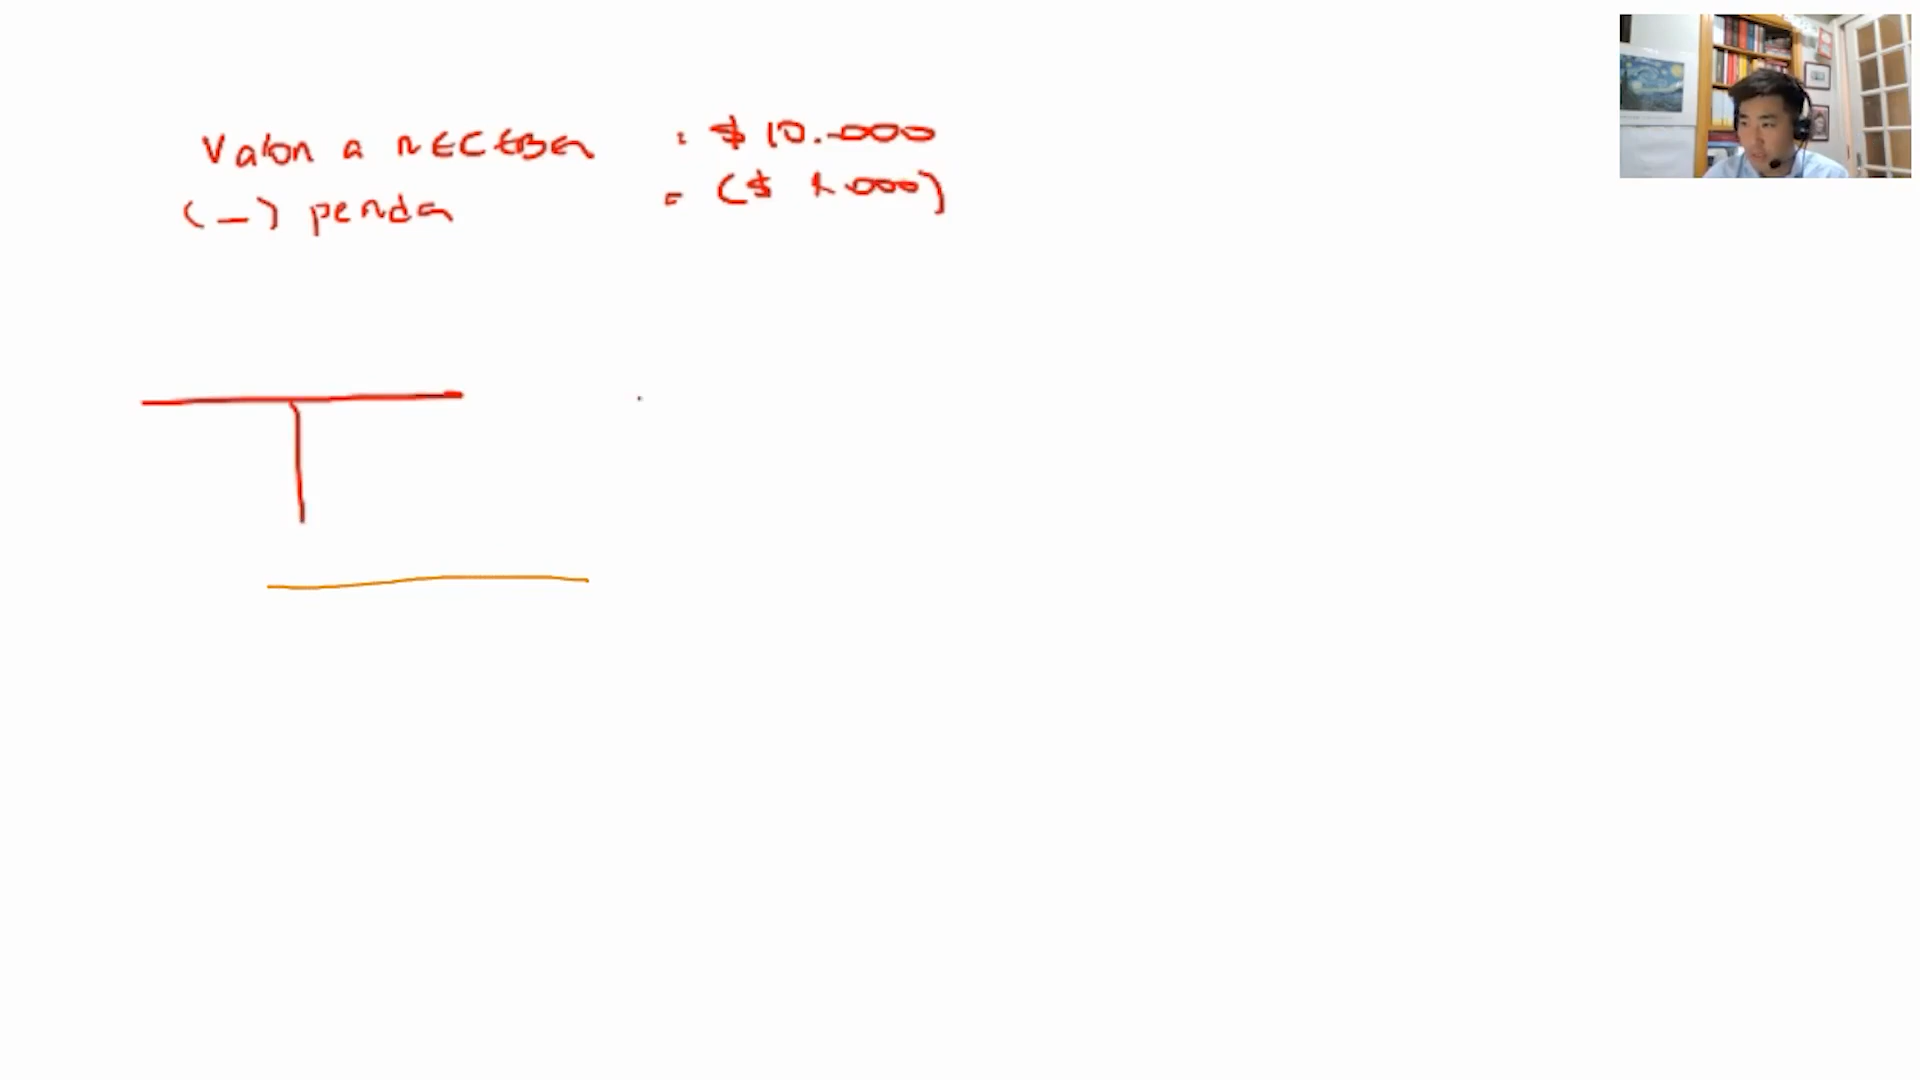 Valor a RECEBER = $ 10.000
(-) perda = ($ 1.000)